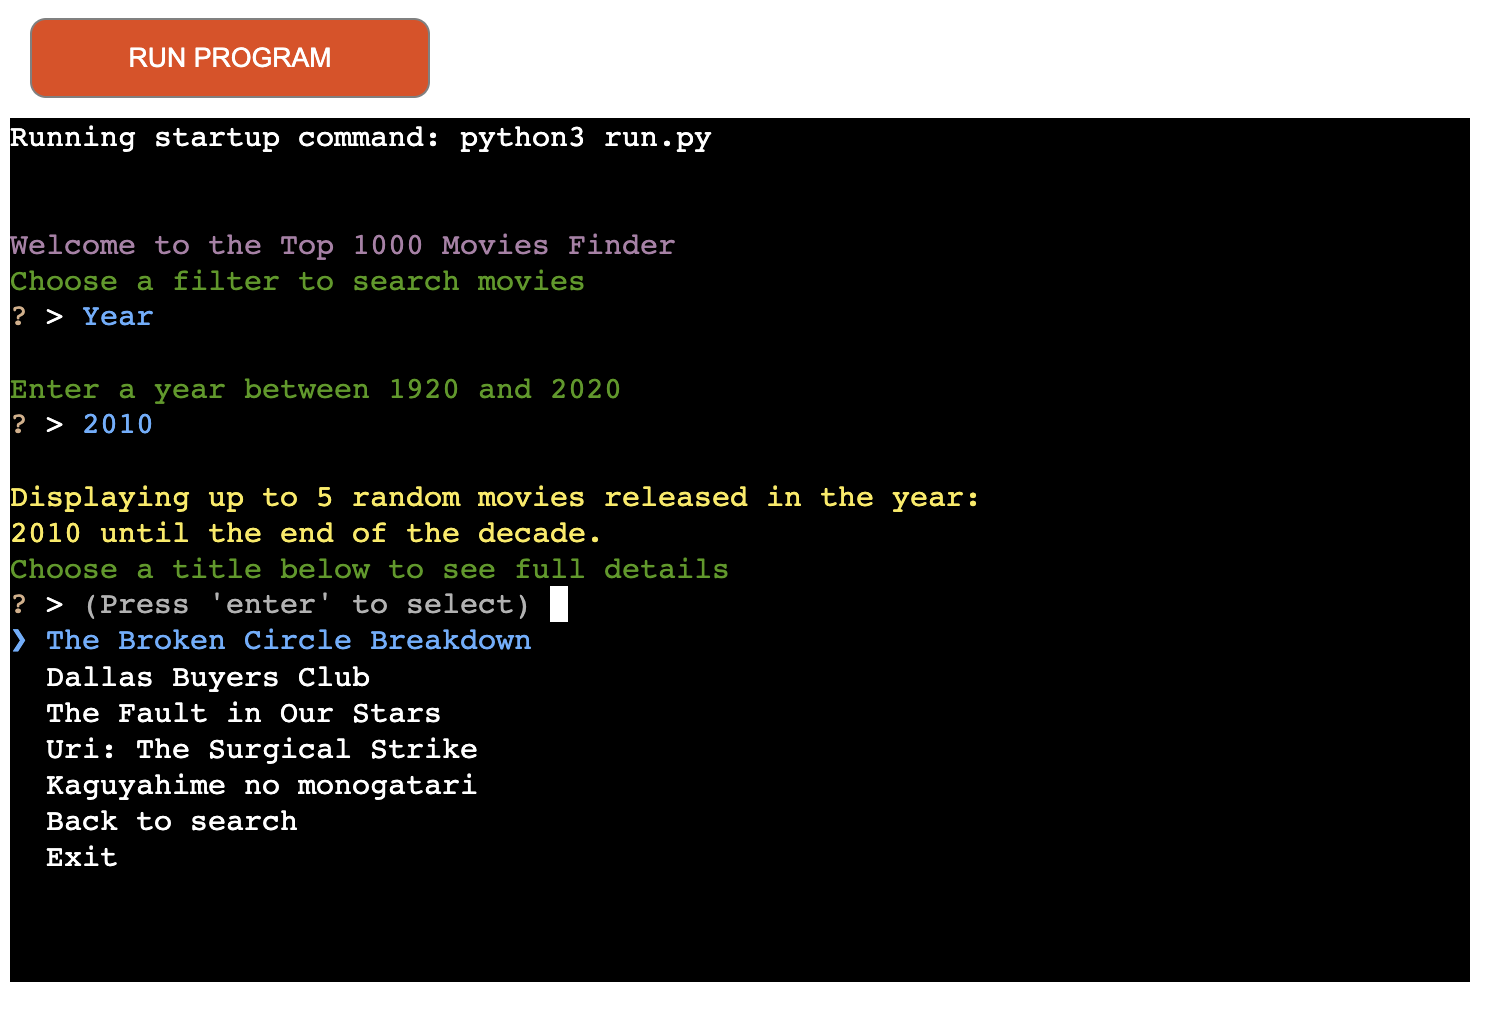 RUN PROGRAM
Running startup command: python3 run.py
Welcome to the Top 1000 Movies Finder
Choose a filter to search movies
? > Year
Enter a year between 1920 and 2020
? > 2010
Displaying up to 5 random movies released in the year:
2010 until the end of the decade.
Choose a title below to see full details
? > (Press 'enter' to select)
❯ The Broken Circle Breakdown
Dallas Buyers Club
The Fault in Our Stars
Uri: The Surgical Strike
Kaguyahime no monogatari
Back to search
Exit